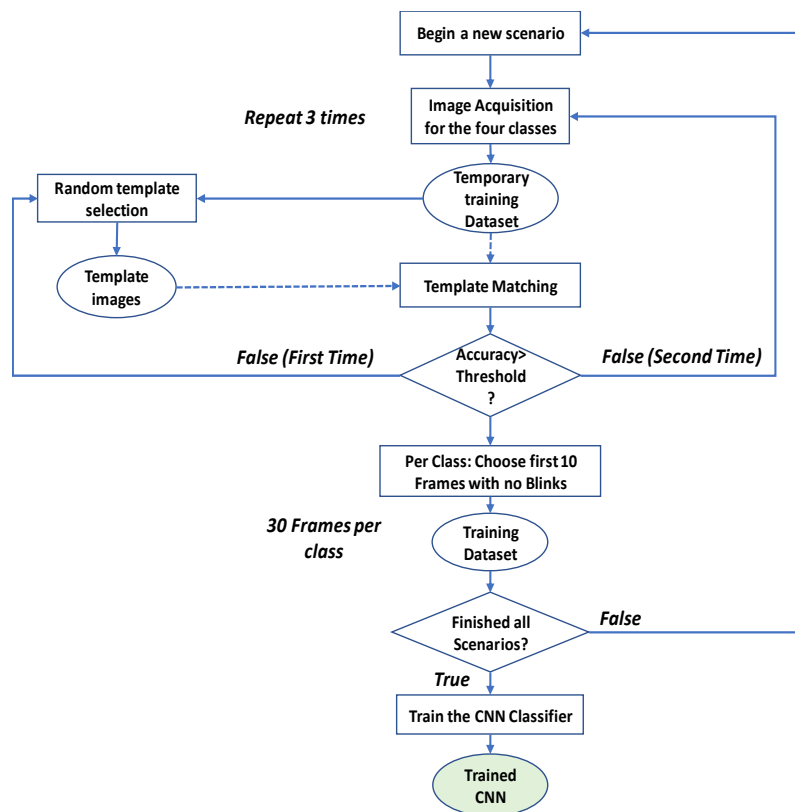 Begin a new scenario
Repeat 3 times
Image Acquisition
for the four classes
Random template
selection
Temporary
training
Dataset
Template
images
Template Matching
False (First Time)
Accuracy>
Threshold
?
False (Second Time)
Per Class: Choose first 10
Frames with no Blinks
30 Frames per
class
Training
Dataset
Finished all
Scenarios?
False
True
Train the CNN Classifier
Trained
CNN